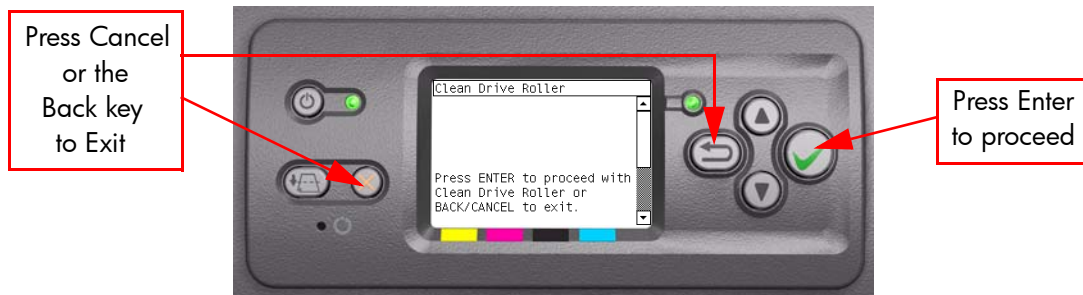 Press Cancel
or the
Back key
to Exit
Clean Drive Roller
Press ENTER to proceed with
Clean Drive Roller or
BACK/CANCEL to exit.
Press Enter
to proceed